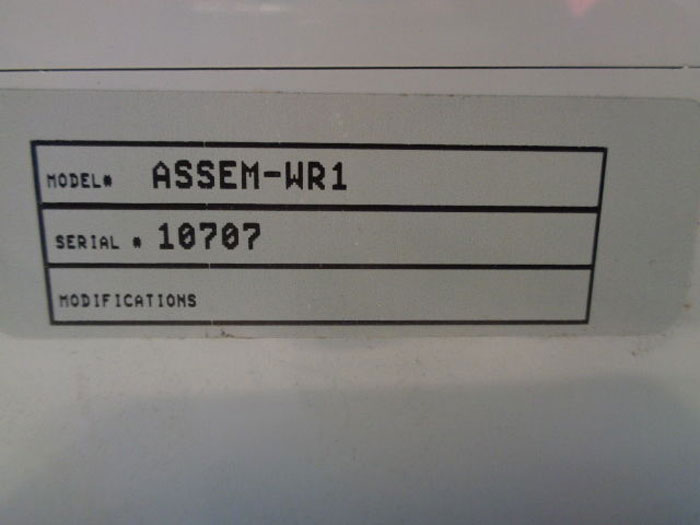 MODEL# ASSEM-WR1
SERIAL # 10707
MODIFICATIONS